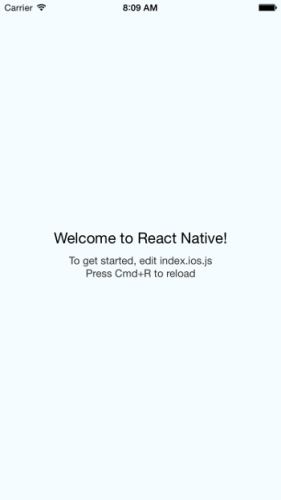 Carrier 8:09 AM
Welcome to React Native!
To get started, edit index.ios.js
Press Cmd+R to reload